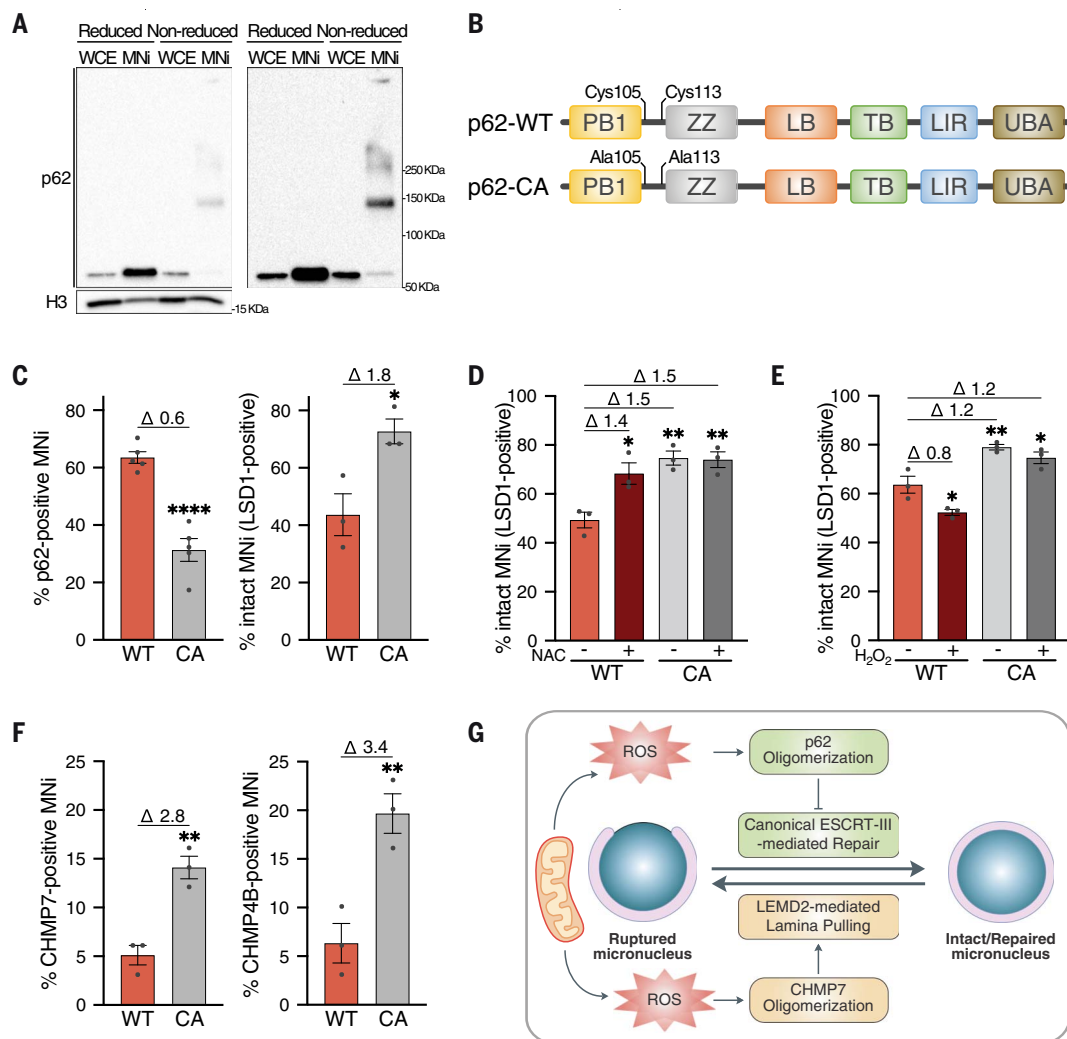 A
Reduced Non-reduced
WCE MNi WCE MNi
Reduced Non-reduced
WCE MNi WCE MNi
p62
-250 KDa
-150 KDa
-100 KDa
-50 KDa
H3
-15 KDa
B
Cys105 Cys113
p62-WT PB1 ZZ LB TB LIR UBA
Ala105 Ala113
p62-CA PB1 ZZ LB TB LIR UBA
C
% p62-positive MNi
80
60
40
20
0
Δ 0.6
****
WT CA
% intact MNi (LSD1-positive)
80
60
40
20
0
Δ 1.8
*
WT CA
D
% intact MNi (LSD1-positive)
100
80
60
40
20
0
Δ 1.5
Δ 1.5
Δ 1.4
* ** **
NAC - + - +
WT CA
E
% intact MNi (LSD1-positive)
100
80
60
40
20
0
Δ 1.2
Δ 1.2
Δ 0.8
* ** *
H₂O₂ - + - +
WT CA
F
% CHMP7-positive MNi
25
20
15
10
5
0
Δ 2.8
**
WT CA
% CHMP4B-positive MNi
25
20
15
10
5
0
Δ 3.4
**
WT CA
G
ROS
p62
Oligomerization
Canonical ESCRT-III
-mediated Repair
LEMD2-mediated
Lamina Pulling
Ruptured
micronucleus
Intact/Repaired
micronucleus
ROS
CHMP7
Oligomerization